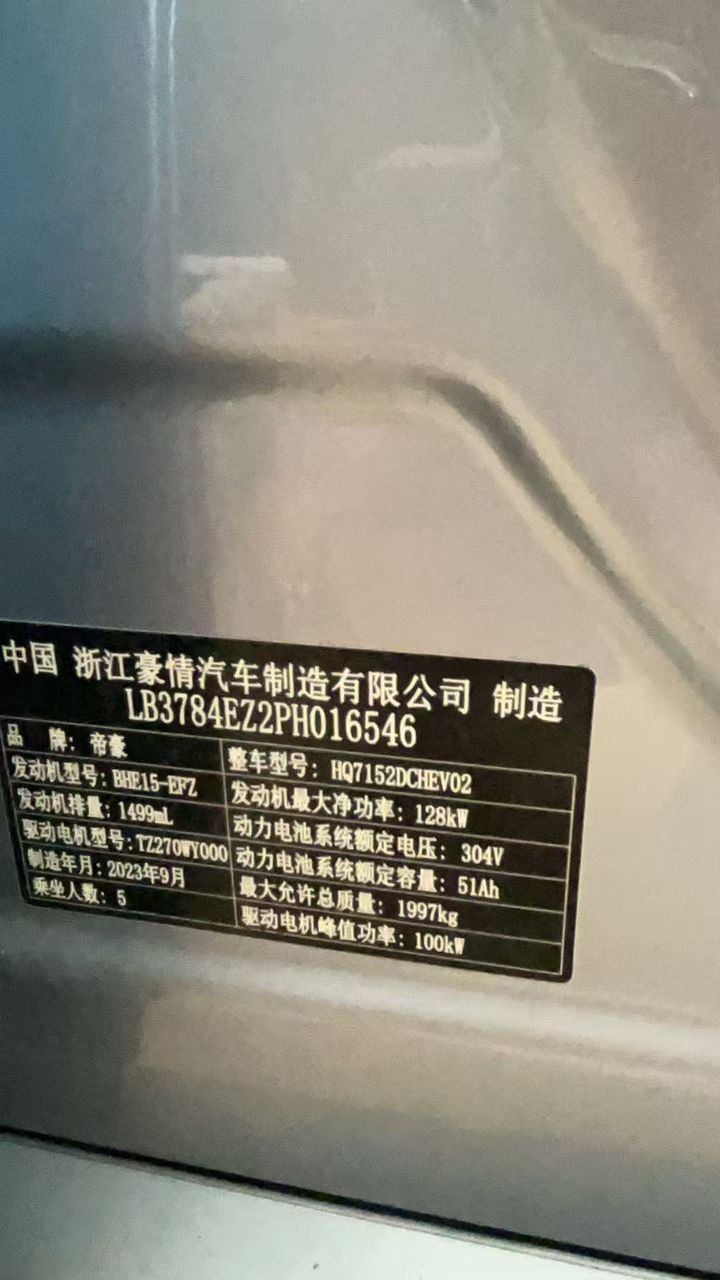 中国 浙江豪情汽车制造有限公司 制造
LB3784EZ2PH016546
品 牌: 帝豪 整车型号: HQ7152DCHEV02
发动机型号: BHE15-EFZ 发动机最大净功率: 128kW
发动机排量: 1499mL 动力电池系统额定电压: 304V
驱动电机型号: TZ270WY000 动力电池系统额定容量: 51Ah
制造年月: 2023年9月 最大允许总质量: 1997kg
乘坐人数: 5 驱动电机峰值功率: 100kW